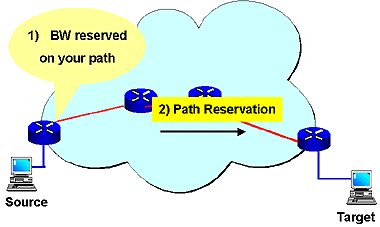 1) BW reserved
on your path
2) Path Reservation
Source
Target